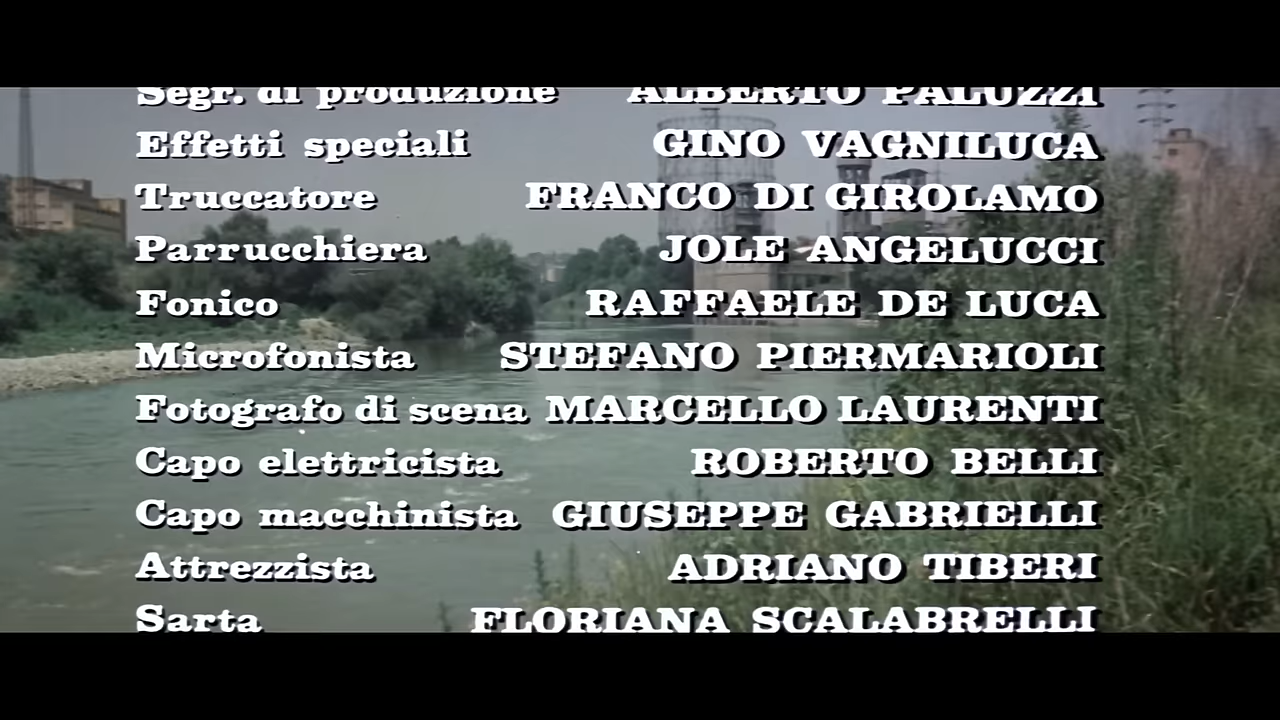 Segr. di produzione ALBERTO PALUZZI
Effetti speciali GINO VAGNILUCA
Truccatore FRANCO DI GIROLAMO
Parrucchiera JOLE ANGELUCCI
Fonico RAFFAELE DE LUCA
Microfonista STEFANO PIERMARIOLI
Fotografo di scena MARCELLO LAURENTI
Capo elettricista ROBERTO BELLI
Capo macchinista GIUSEPPE GABRIELLI
Attrezzista ADRIANO TIBERI
Sarta FLORIANA SCALABRELLI